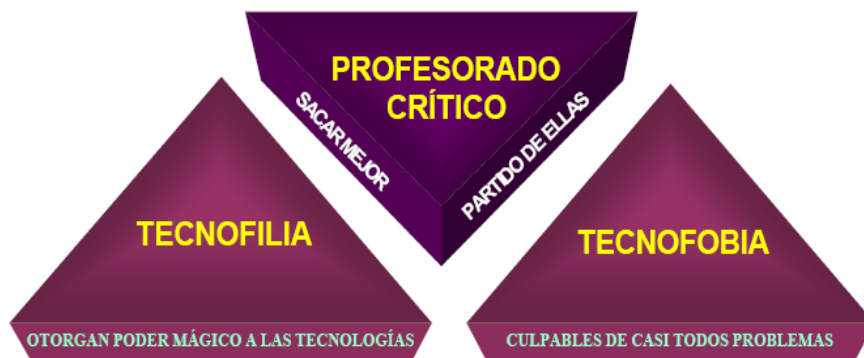 PROFESORADO
CRÍTICO
SACAR MEJOR
PARTIDO DE ELLAS
TECNOFILIA
TECNOFOBIA
OTORGAN PODER MÁGICO A LAS TECNOLOGÍAS
CULPABLES DE CASI TODOS PROBLEMAS